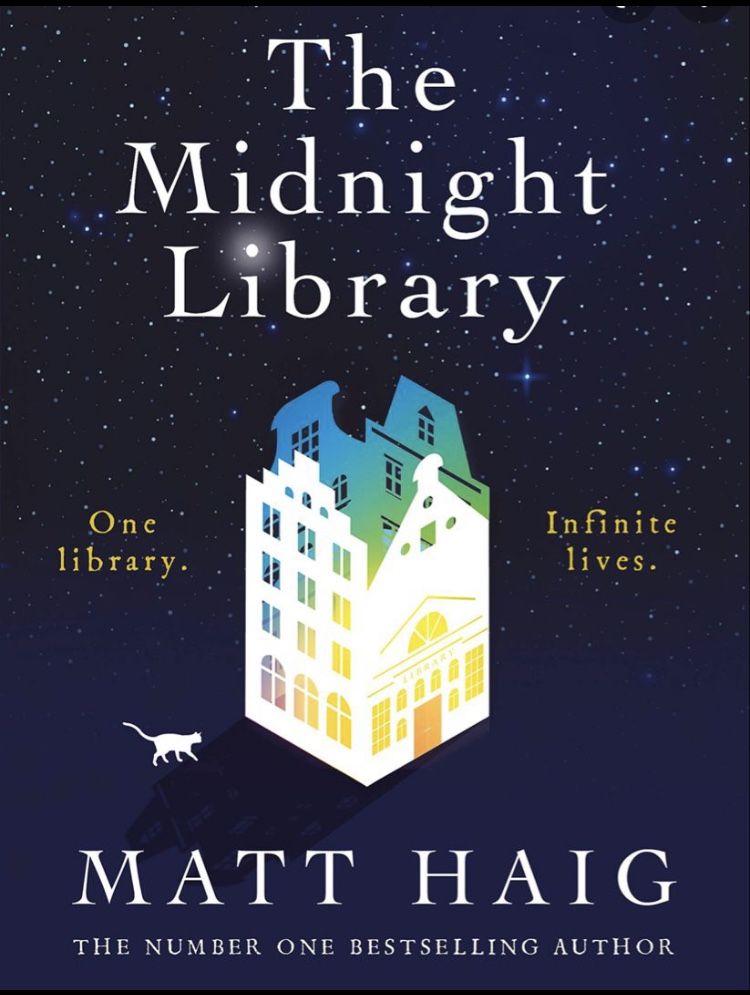 The
Midnight
Library
One
library.
Infinite
lives.
LIBRARY
MATT HAIG
THE NUMBER ONE BESTSELLING AUTHOR